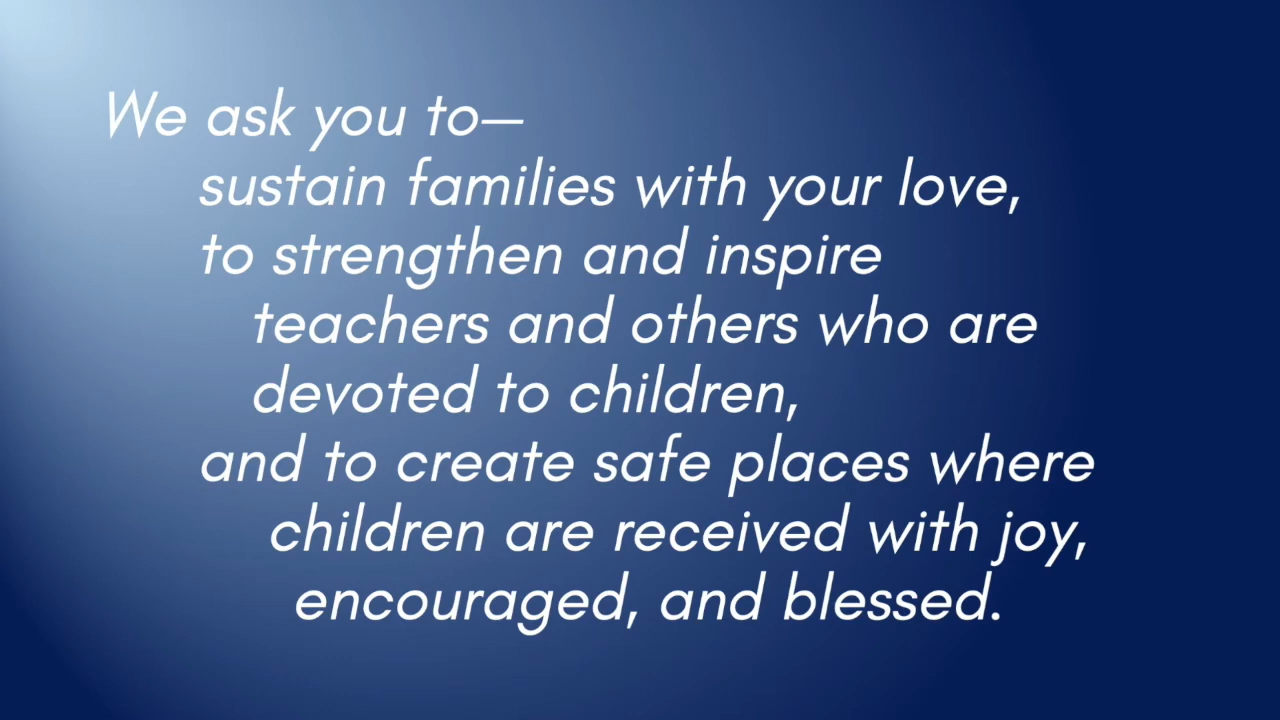 We ask you to—
sustain families with your love,
to strengthen and inspire
teachers and others who are
devoted to children,
and to create safe places where
children are received with joy,
encouraged, and blessed.